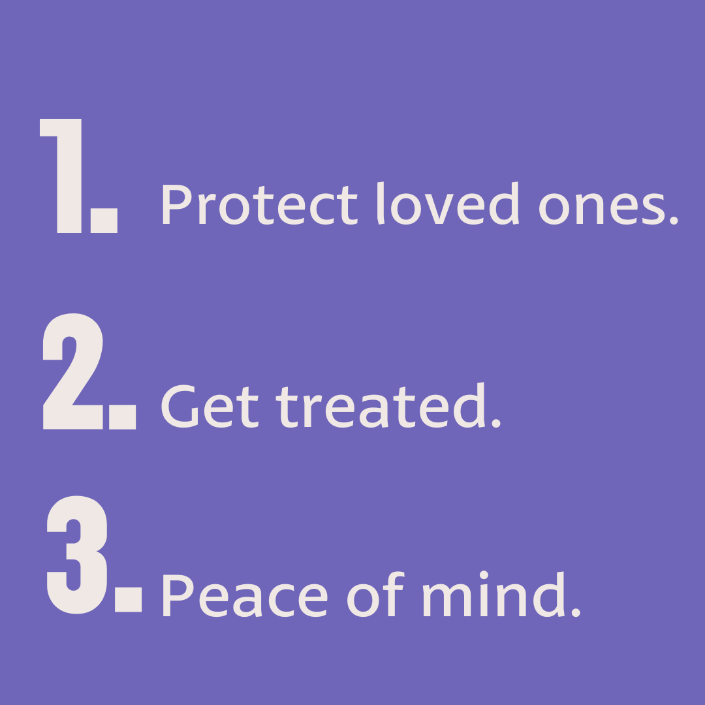 1. Protect loved ones.
2. Get treated.
3. Peace of mind.